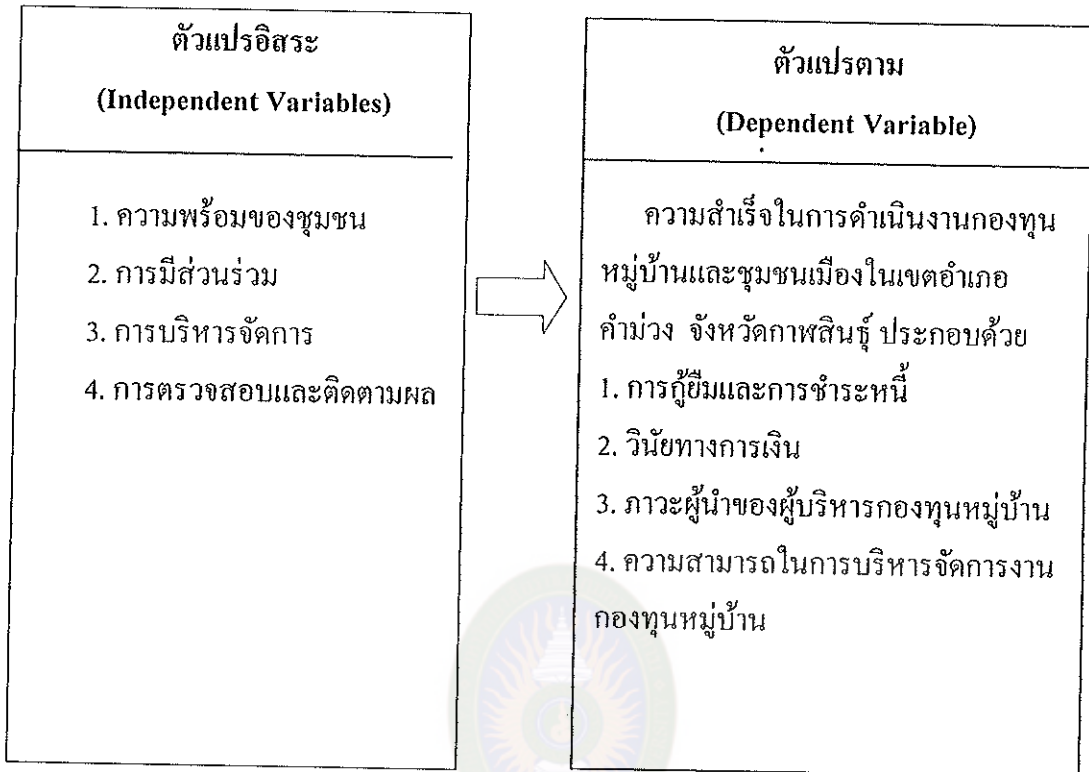 ตัวแปรอิสระ
(Independent Variables)
1. ความพร้อมของชุมชน
2. การมีส่วนร่วม
3. การบริหารจัดการ
4. การตรวจสอบและติดตามผล
ตัวแปรตาม
(Dependent Variable)
ความสำเร็จในการดำเนินงานกองทุน
หมู่บ้านและชุมชนเมืองในเขตอำเภอ
คำม่วง จังหวัดกาฬสินธุ์ ประกอบด้วย
1. การกู้ยืมและการชำระหนี้
2. วินัยทางการเงิน
3. ภาวะผู้นำของผู้บริหารกองทุนหมู่บ้าน
4. ความสามารถในการบริหารจัดการงาน
กองทุนหมู่บ้าน